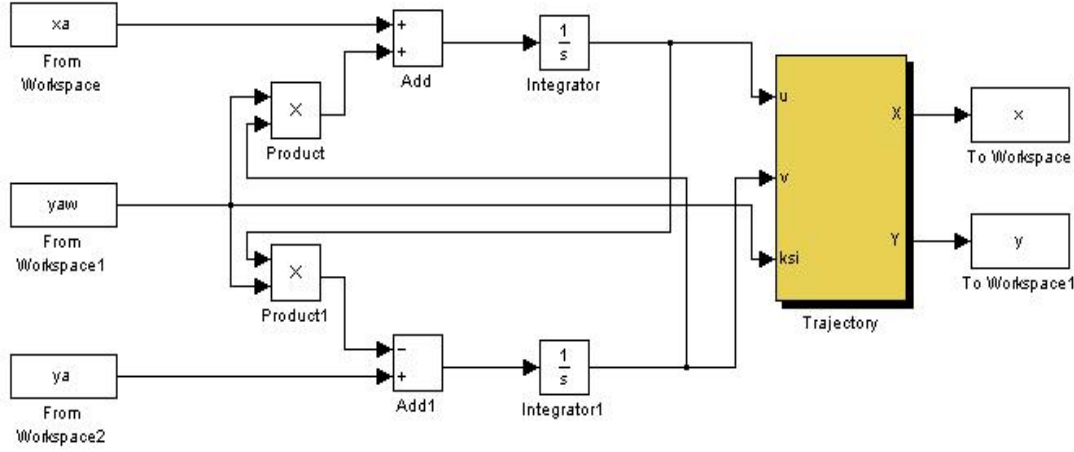 xa
From
Workspace
+
+
Add
1
s
Integrator
×
Product
u
X
x
To Workspace
yaw
From
Workspace1
v
Y
y
To Workspace1
×
Product1
ksi
Trajectory
ya
From
Workspace2
−
+
Add1
1
s
Integrator1